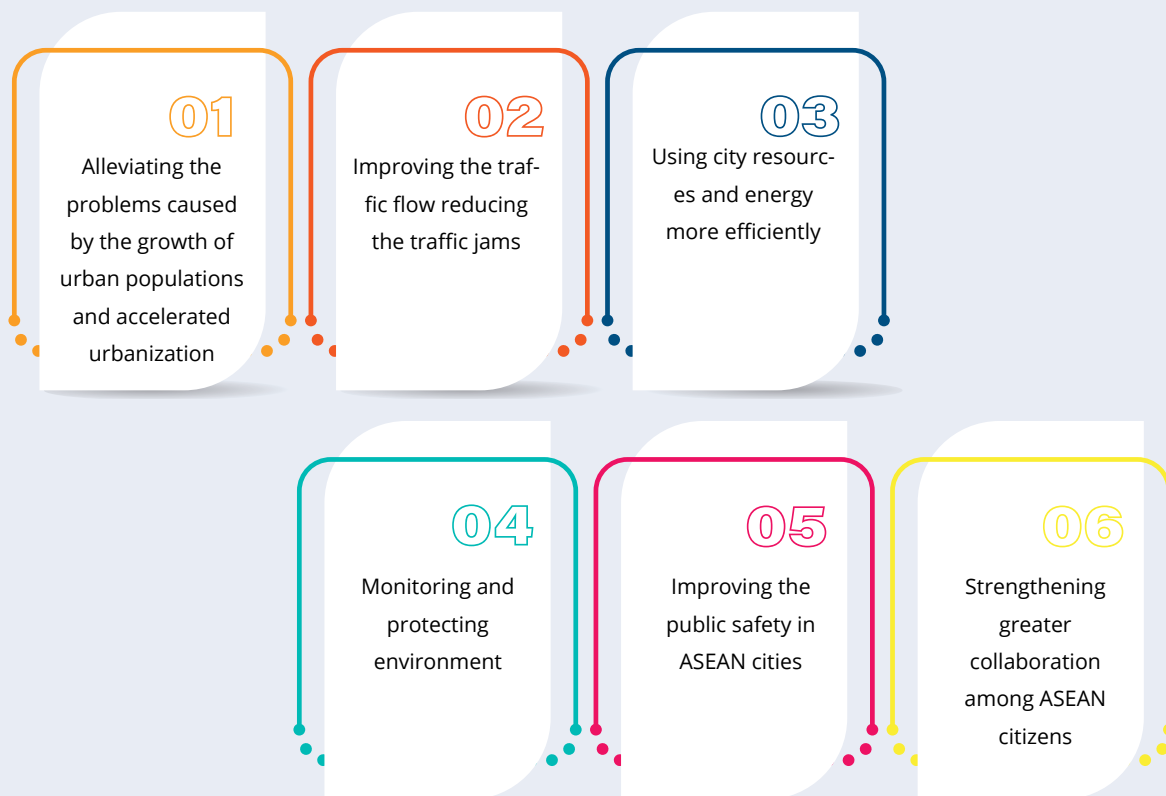 01
Alleviating the
problems caused
by the growth of
urban populations
and accelerated
urbanization
02
Improving the traf-
fic flow reducing
the traffic jams
03
Using city resourc-
es and energy
more efficiently
04
Monitoring and
protecting
environment
05
Improving the
public safety in
ASEAN cities
06
Strengthening
greater
collaboration
among ASEAN
citizens